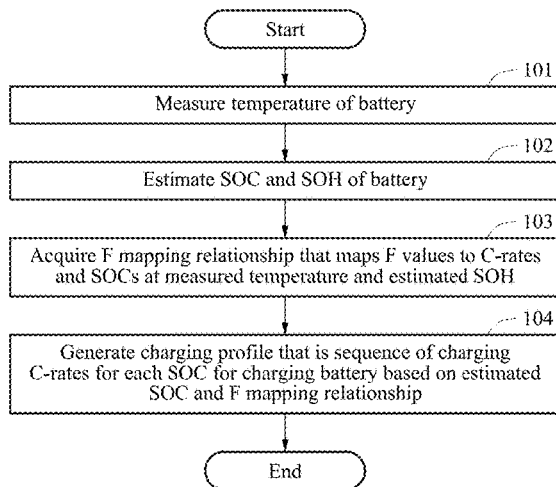 Start
101
Measure temperature of battery
102
Estimate SOC and SOH of battery
103
Acquire F mapping relationship that maps F values to C-rates
and SOCs at measured temperature and estimated SOH
104
Generate charging profile that is sequence of charging
C-rates for each SOC for charging battery based on estimated
SOC and F mapping relationship
End